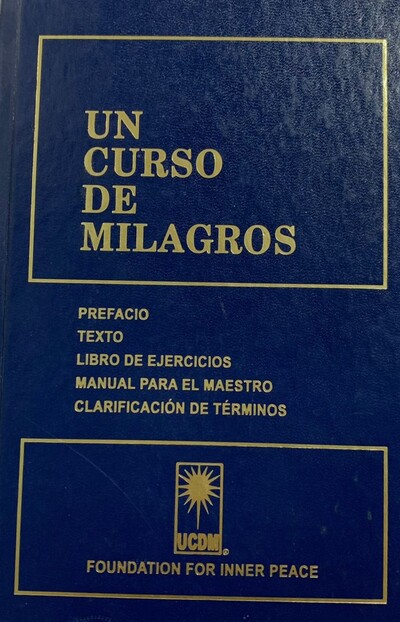 UN
CURSO
DE
MILAGROS
PREFACIO
TEXTO
LIBRO DE EJERCICIOS
MANUAL PARA EL MAESTRO
CLARIFICACIÓN DE TÉRMINOS
UCDM®
FOUNDATION FOR INNER PEACE